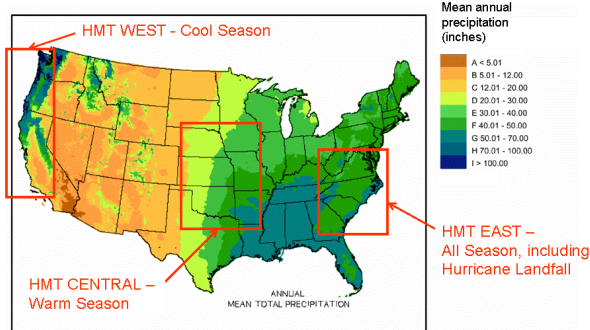 HMT WEST - Cool Season
Mean annual
precipitation
(inches)
A < 5.01
B 5.01 - 12.00
C 12.01 - 20.00
D 20.01 - 30.00
E 30.01 - 40.00
F 40.01 - 50.00
G 50.01 - 70.00
H 70.01 - 100.00
I > 100.00
HMT EAST –
All Season, including
Hurricane Landfall
HMT CENTRAL –
Warm Season
ANNUAL
MEAN TOTAL PRECIPITATION